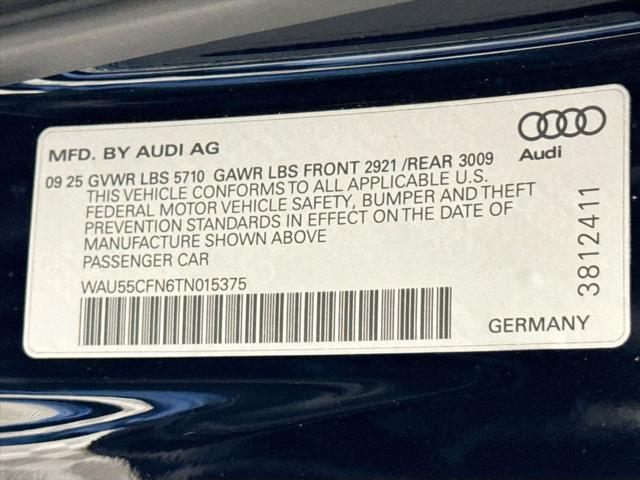 MFD. BY AUDI AG
Audi
09 25 GVWR LBS 5710 GAWR LBS FRONT 2921 /REAR 3009
THIS VEHICLE CONFORMS TO ALL APPLICABLE U.S.
FEDERAL MOTOR VEHICLE SAFETY, BUMPER AND THEFT
PREVENTION STANDARDS IN EFFECT ON THE DATE OF
MANUFACTURE SHOWN ABOVE
PASSENGER CAR
WAU55CFN6TN015375
GERMANY
3812411